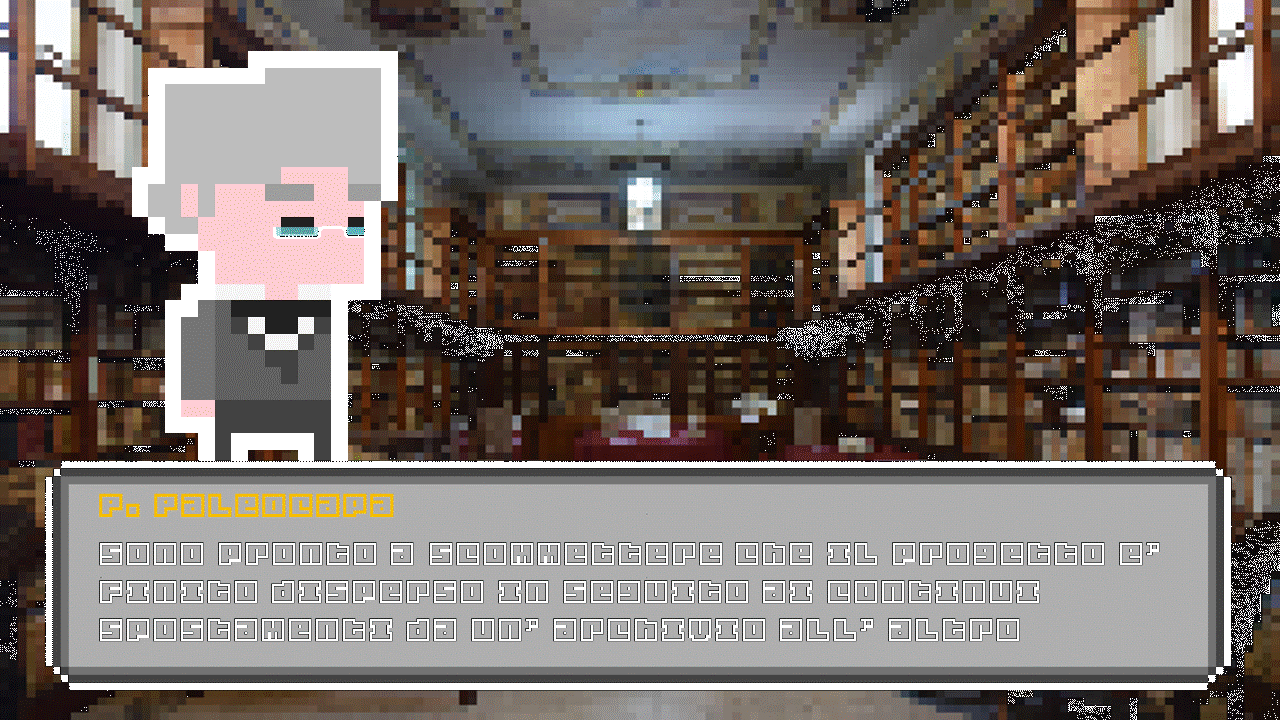 P. Paleocapa
Sono pronto a scommettere che il progetto e'
finito disperso in seguito ai continui
spostamenti da un' archivio all' altro